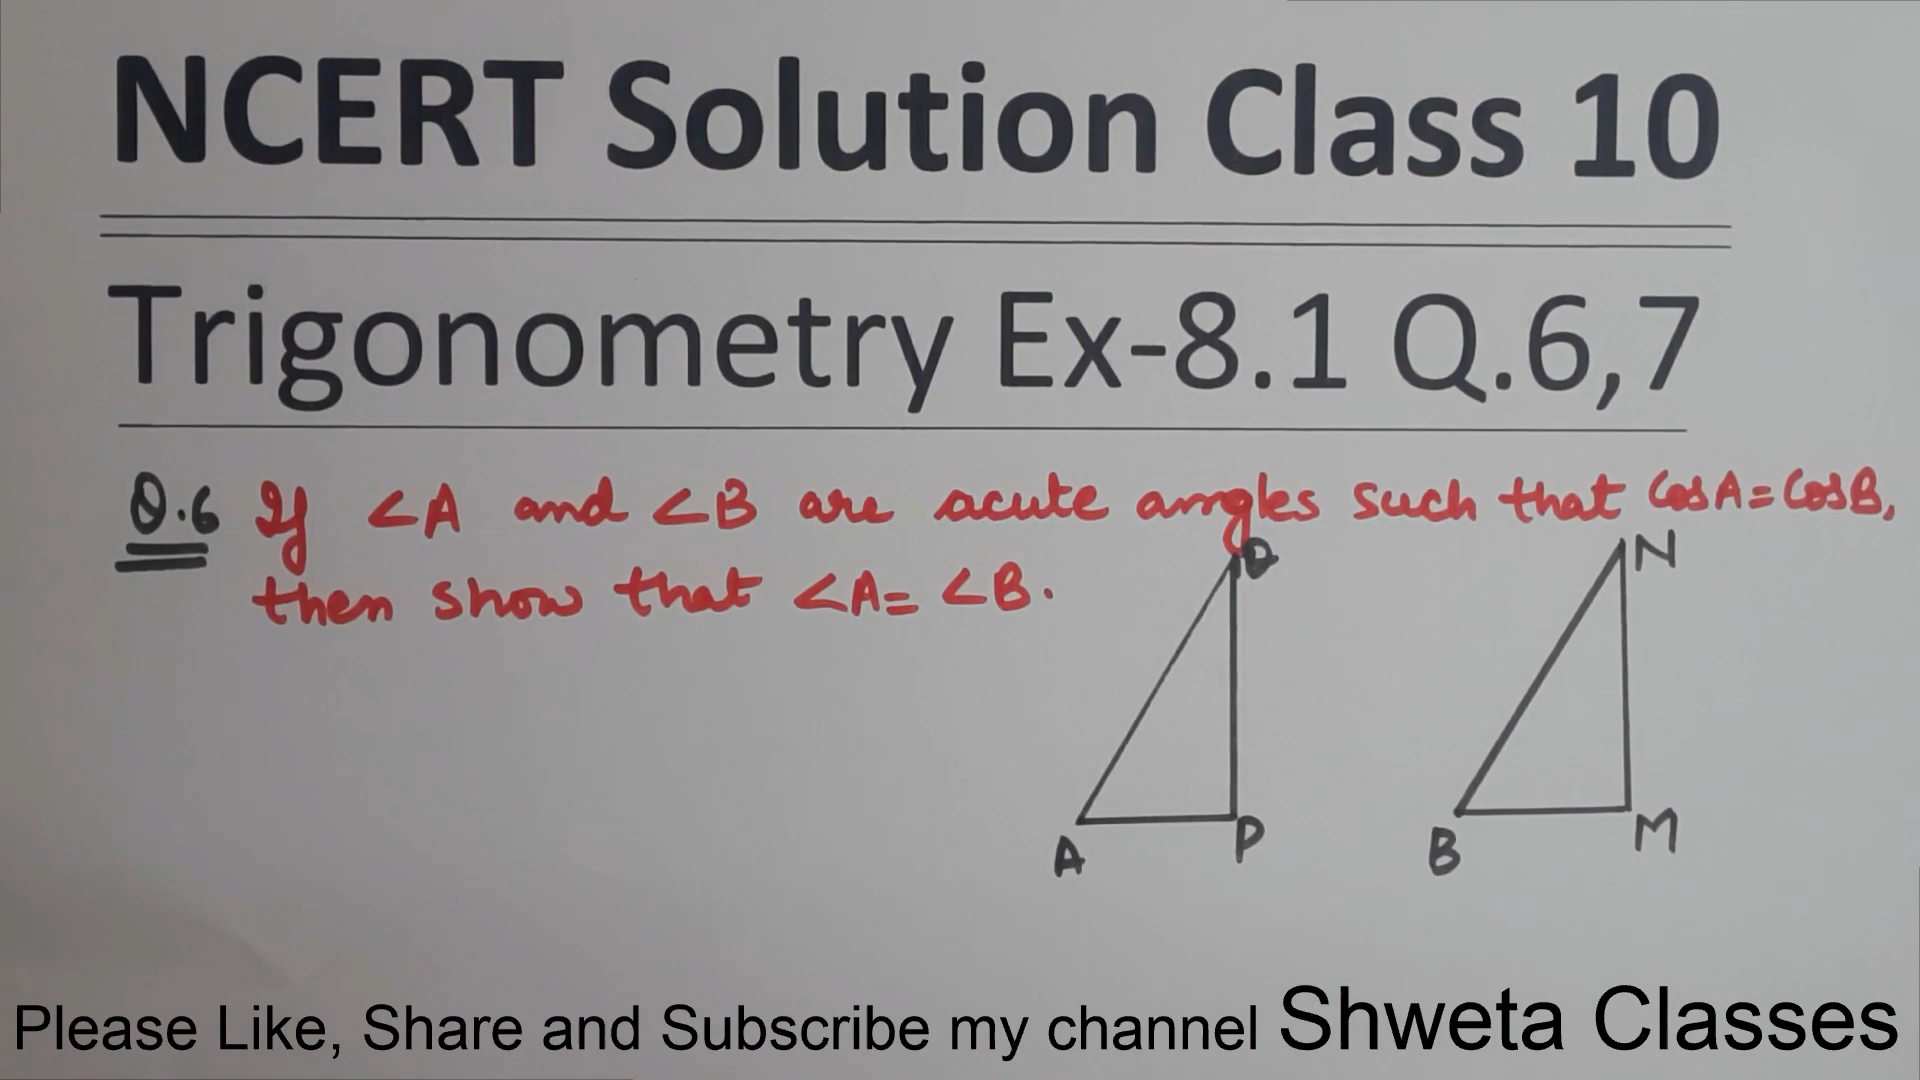 NCERT Solution Class 10
Trigonometry Ex-8.1 Q.6,7
Q.6 If ∠A and ∠B are acute angles such that CosA = CosB,
then show that ∠A = ∠B.
Q
N
A
P
B
M
Please Like, Share and Subscribe my channel Shweta Classes